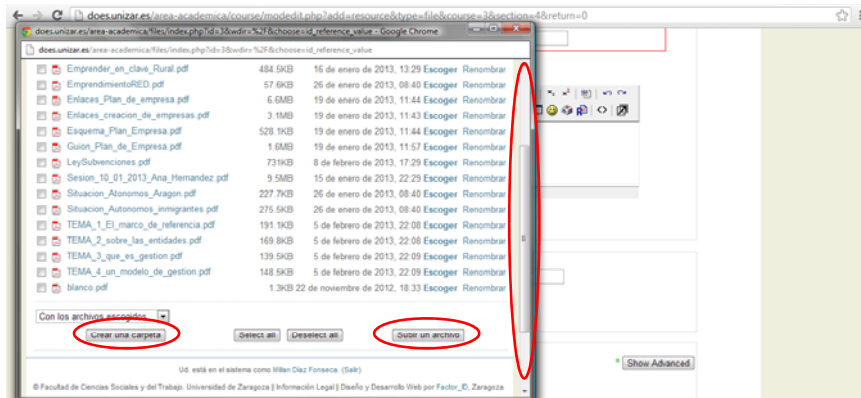 does.unizar.es/area-academica/course/modedit.php?add=resource&type=file&course=3&section=4&return=0
does.unizar.es/area-academica/files/index.php?id=3&wdir=%2F&choose=id_reference_value - Google Chrome
does.unizar.es/area-academica/files/index.php?id=3&wdir=%2F&choose=id_reference_value
Emprender_en_clave_Rural.pdf 484.5KB 16 de enero de 2013, 13:29 Escoger Renombrar
EmprendimientoRED.pdf 57.6KB 26 de enero de 2013, 08:40 Escoger Renombrar
Enlaces_Plan_de_empresa.pdf 6.6MB 19 de enero de 2013, 11:44 Escoger Renombrar
Enlaces_creacion_de_empresas.pdf 3.1MB 19 de enero de 2013, 11:43 Escoger Renombrar
Esquema_Plan_Empresa.pdf 528.1KB 19 de enero de 2013, 11:44 Escoger Renombrar
Guion_Plan_de_Empresa.pdf 1.6MB 19 de enero de 2013, 11:57 Escoger Renombrar
LeySubvenciones.pdf 731KB 8 de febrero de 2013, 17:29 Escoger Renombrar
Sesion_10_01_2013_Ana_Hernandez.pdf 9.5MB 15 de enero de 2013, 22:29 Escoger Renombrar
Situacion_Atonomos_Aragon.pdf 227.7KB 26 de enero de 2013, 08:40 Escoger Renombrar
Situacion_Autonomos_inmigrantes.pdf 275.5KB 26 de enero de 2013, 08:40 Escoger Renombrar
TEMA_1_El_marco_de_referencia.pdf 191.1KB 5 de febrero de 2013, 22:08 Escoger Renombrar
TEMA_2_sobre_las_entidades.pdf 169.8KB 5 de febrero de 2013, 22:08 Escoger Renombrar
TEMA_3_que_es_gestion.pdf 139.5KB 5 de febrero de 2013, 22:09 Escoger Renombrar
TEMA_4_un_modelo_de_gestion.pdf 148.5KB 5 de febrero de 2013, 22:09 Escoger Renombrar
blanco.pdf 1.3KB 22 de noviembre de 2012, 18:33 Escoger Renombrar
Con los archivos escogidos
Crear una carpeta Select all Deselect all Subir un archivo
* Show Advanced
Ud. está en el sistema como Millan Díaz Fonseca. (Salir)
© Facultad de Ciencias Sociales y del Trabajo. Universidad de Zaragoza || Información Legal || Diseño y Desarrollo Web por Factor_ID, Zaragoza